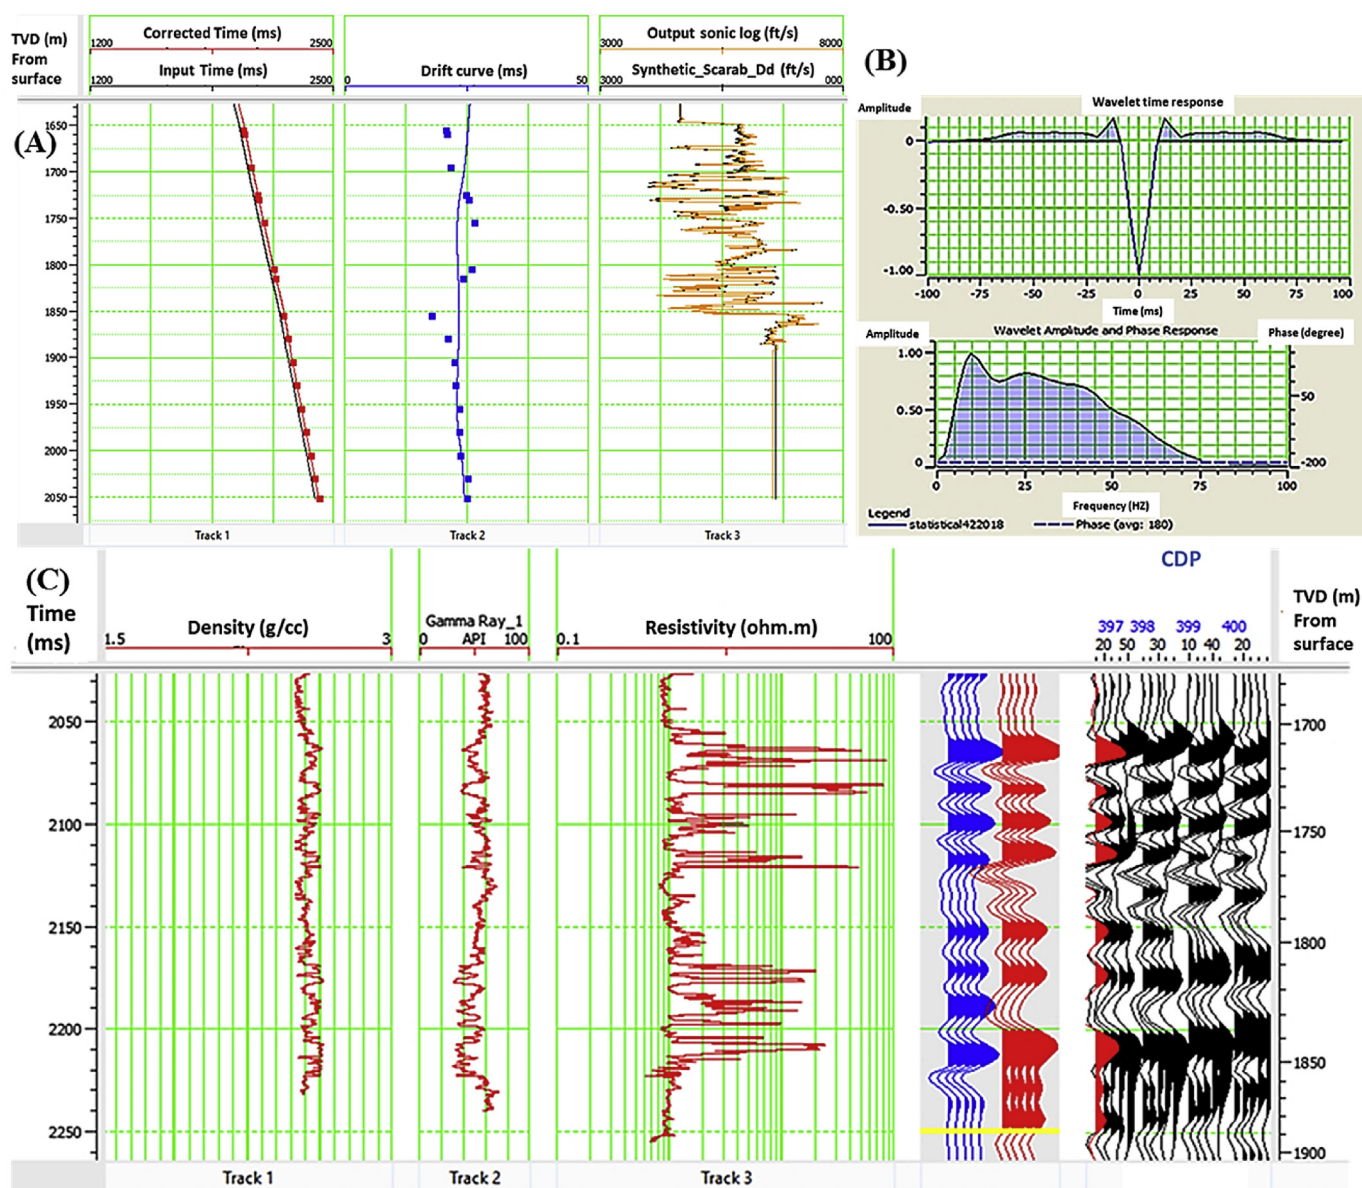 TVD (m)
From
surface
1200 Corrected Time (ms) 2500
1200 Input Time (ms) 2500
0 Drift curve (ms) 50
3000 Output sonic log (ft/s) 8000
3000 Synthetic_Scarab_Dd (ft/s) 000
(A)
1650
1700
1750
1800
1850
1900
1950
2000
2050
Track 1 Track 2 Track 3
(B)
Amplitude Wavelet time response
0
-0.50
-1.00
-100 -75 -50 -25 0 25 50 75 100
Time (ms)
Amplitude Wavelet Amplitude and Phase Response Phase (degree)
1.00
0.50
0
50
-200
0 25 50 75 100
Frequency (HZ)
Legend
statistical422018 Phase (avg: 180)
(C)
Time
(ms)
1.5 Density (g/cc) 3
Gamma Ray_1
0 API 100
0.1 Resistivity (ohm.m) 100
CDP
397 398 399 400
20 50 30 10 40 20
TVD (m)
From
surface
2050
2100
2150
2200
2250
1700
1750
1800
1850
1900
Track 1 Track 2 Track 3